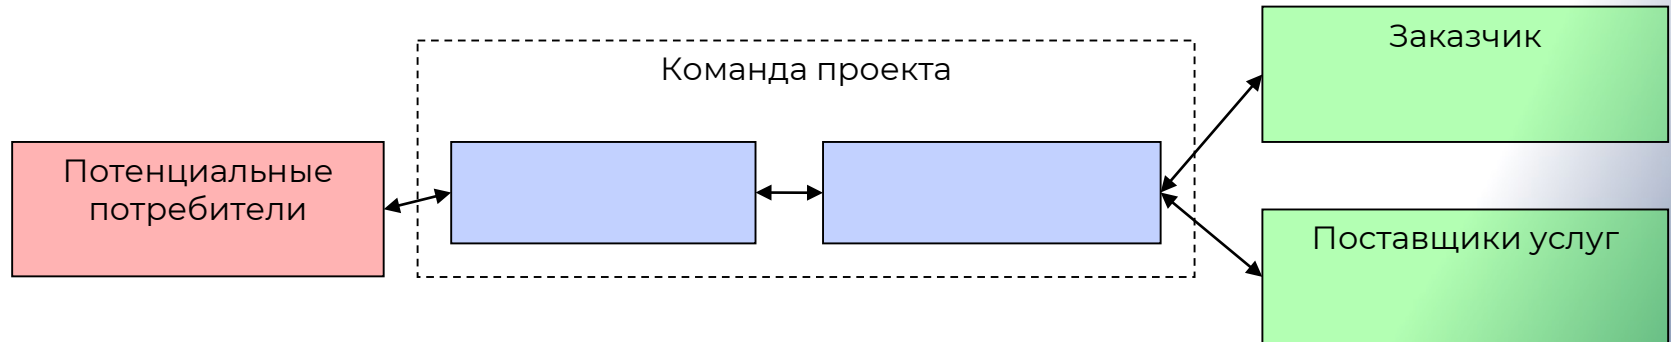 Команда проекта
Заказчик
Потенциальные
потребители
Поставщики услуг